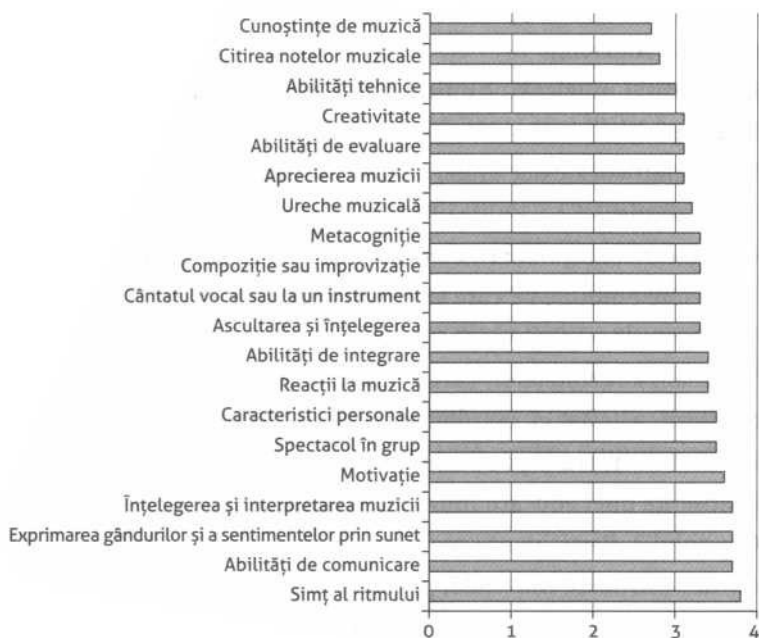 Cunoștințe de muzică
Citirea notelor muzicale
Abilități tehnice
Creativitate
Abilități de evaluare
Aprecierea muzicii
Ureche muzicală
Metacogniție
Compoziție sau improvizație
Cântatul vocal sau la un instrument
Ascultarea și înțelegerea
Abilități de integrare
Reacții la muzică
Caracteristici personale
Spectacol în grup
Motivație
Înțelegerea și interpretarea muzicii
Exprimarea gândurilor și a sentimentelor prin sunet
Abilități de comunicare
Simț al ritmului
0 1 2 3 4